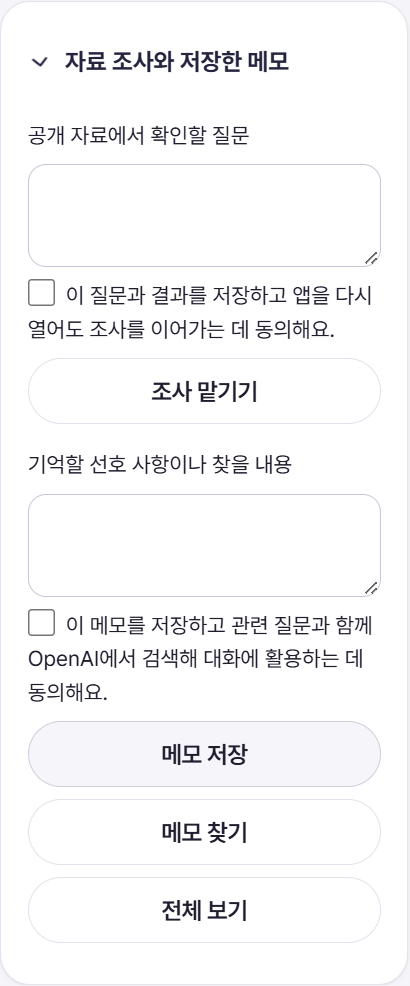 자료 조사와 저장한 메모
공개 자료에서 확인할 질문
이 질문과 결과를 저장하고 앱을 다시
열어도 조사를 이어가는 데 동의해요.
조사 맡기기
기억할 선호 사항이나 찾을 내용
이 메모를 저장하고 관련 질문과 함께
OpenAI에서 검색해 대화에 활용하는 데
동의해요.
메모 저장
메모 찾기
전체 보기